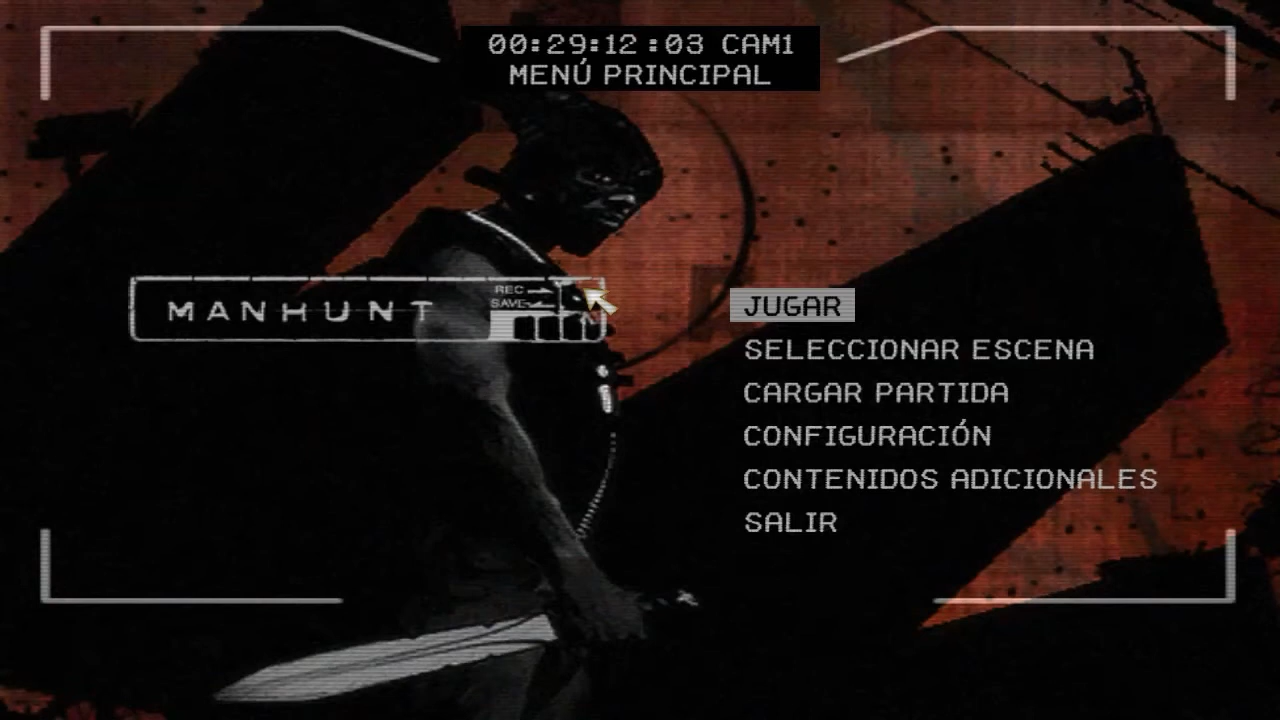 00:29:12:03 CAM1
MENÚ PRINCIPAL
MANHUNT
REC
SAVE
JUGAR
SELECCIONAR ESCENA
CARGAR PARTIDA
CONFIGURACIÓN
CONTENIDOS ADICIONALES
SALIR